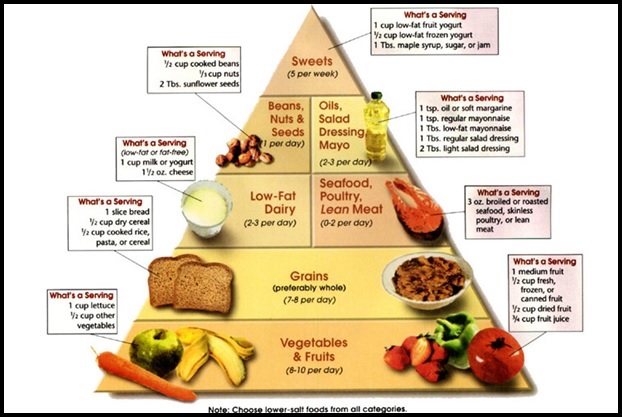 What's a Serving
1 cup low-fat fruit yogurt
1/2 cup low-fat frozen yogurt
1 Tbs. maple syrup, sugar, or jam
Sweets
(5 per week)
What's a Serving
1/2 cup cooked beans
1/3 cup nuts
2 Tbs. sunflower seeds
Beans,
Nuts &
Seeds
(1 per day)
Oils,
Salad
Dressing,
Mayo
(2-3 per day)
What's a Serving
1 tsp. oil or soft margarine
1 tsp. regular mayonnaise
1 Tbs. low-fat mayonnaise
1 Tbs. regular salad dressing
2 Tbs. light salad dressing
What's a Serving
(low-fat or fat-free)
1 cup milk or yogurt
1 1/2 oz. cheese
Low-Fat
Dairy
(2-3 per day)
Seafood,
Poultry,
Lean Meat
(0-2 per day)
What's a Serving
3 oz. broiled or roasted
seafood, skinless
poultry, or lean
meat
What's a Serving
1 slice bread
1/2 cup dry cereal
1/2 cup cooked rice,
pasta, or cereal
Grains
(preferably whole)
(7-8 per day)
What's a Serving
1 medium fruit
1/2 cup fresh,
frozen, or
canned fruit
1/2 cup dried fruit
3/4 cup fruit juice
What's a Serving
1 cup lettuce
1/2 cup other
vegetables
Vegetables
& Fruits
(8-10 per day)
Note: Choose lower-salt foods from all categories.